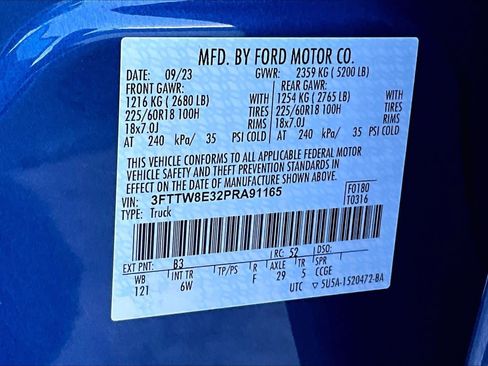 MFD. BY FORD MOTOR CO.
DATE: 09/23 GVWR: 2359 KG ( 5200 LB)
FRONT GAWR: REAR GAWR:
1216 KG ( 2680 LB) WITH 1254 KG ( 2765 LB) WITH
225/60R18 100H TIRES 225/60R18 100H TIRES
18x7.0J RIMS 18x7.0J RIMS
AT 240 kPa/ 35 PSI COLD AT 240 kPa/ 35 PSI COLD
THIS VEHICLE CONFORMS TO ALL APPLICABLE FEDERAL MOTOR
VEHICLE SAFETY AND THEFT PREVENTION STANDARDS IN
EFFECT ON THE DATE OF MANUFACTURE SHOWN ABOVE.
VIN: 3FTTW8E32PRA91165 F0180
TYPE: Truck T0316
EXT PNT: B3 RC: 52 DSO:
WB INT TR TP/PS R AXLE TR SPR
121 6W F 29 5 CCGE
UTC 5U5A-1520472-BA